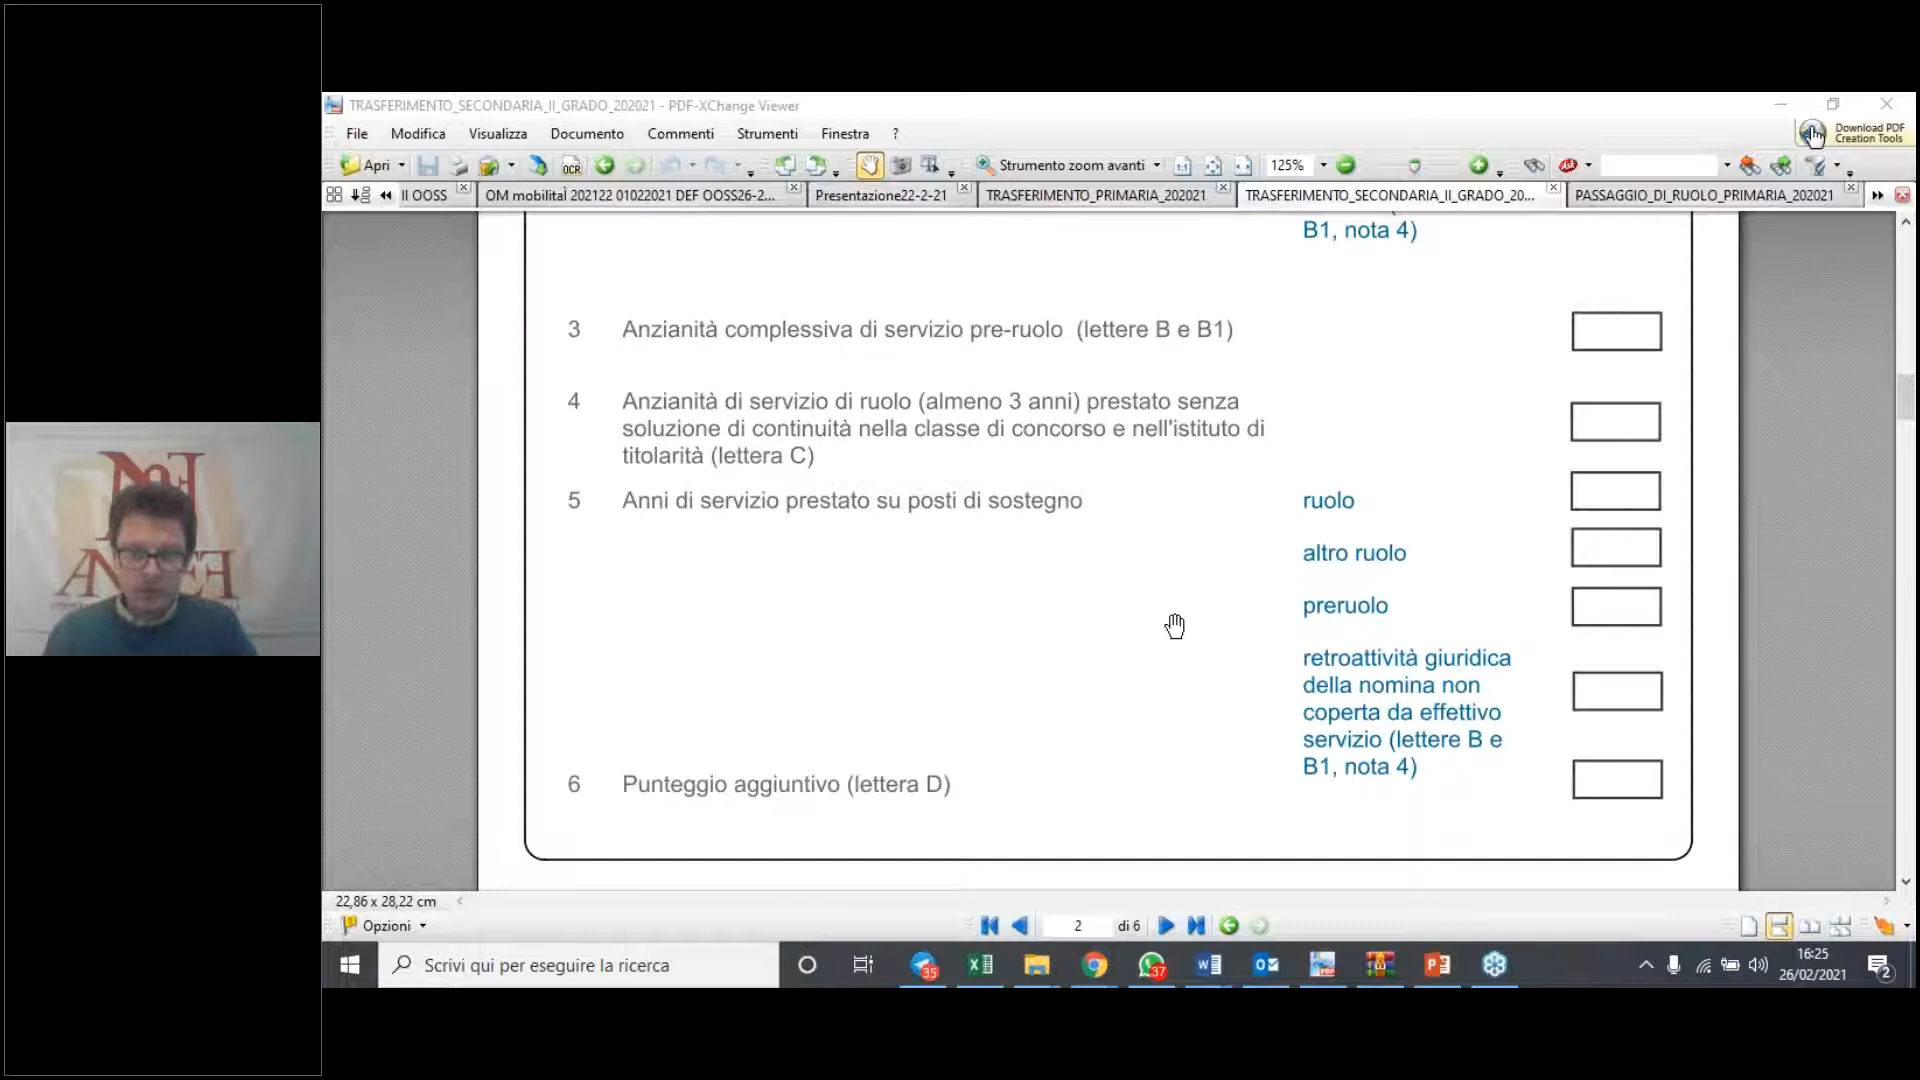 TRASFERIMENTO_SECONDARIA_II_GRADO_202021 - PDF-XChange Viewer
File Modifica Visualizza Documento Commenti Strumenti Finestra ?
Download PDF
Creation Tools
Apri
OCR
Strumento zoom avanti
125%
II OOSS
OM mobilità 202122 01022021 DEF OOSS26-2...
Presentazione22-2-21
TRASFERIMENTO_PRIMARIA_202021
TRASFERIMENTO_SECONDARIA_II_GRADO_20...
PASSAGGIO_DI_RUOLO_PRIMARIA_202021
B1, nota 4)
3 Anzianità complessiva di servizio pre-ruolo (lettere B e B1)
4 Anzianità di servizio di ruolo (almeno 3 anni) prestato senza
soluzione di continuità nella classe di concorso e nell'istituto di
titolarità (lettera C)
5 Anni di servizio prestato su posti di sostegno ruolo
altro ruolo
preruolo
retroattività giuridica
della nomina non
coperta da effettivo
servizio (lettere B e
B1, nota 4)
6 Punteggio aggiuntivo (lettera D)
22,86 x 28,22 cm
Opzioni
2 di 6
Scrivi qui per eseguire la ricerca
35
37
16:25
26/02/2021
2
ANIEF